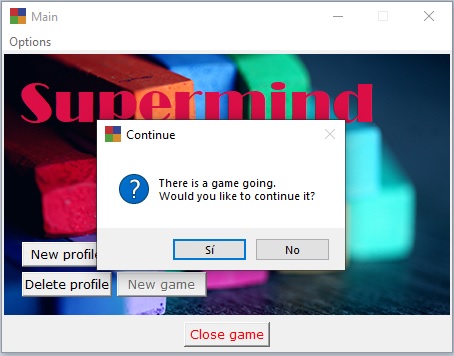 Main
Options
Supermind
Continue
There is a game going.
Would you like to continue it?
Sí
No
New profile
Delete profile
New game
Close game